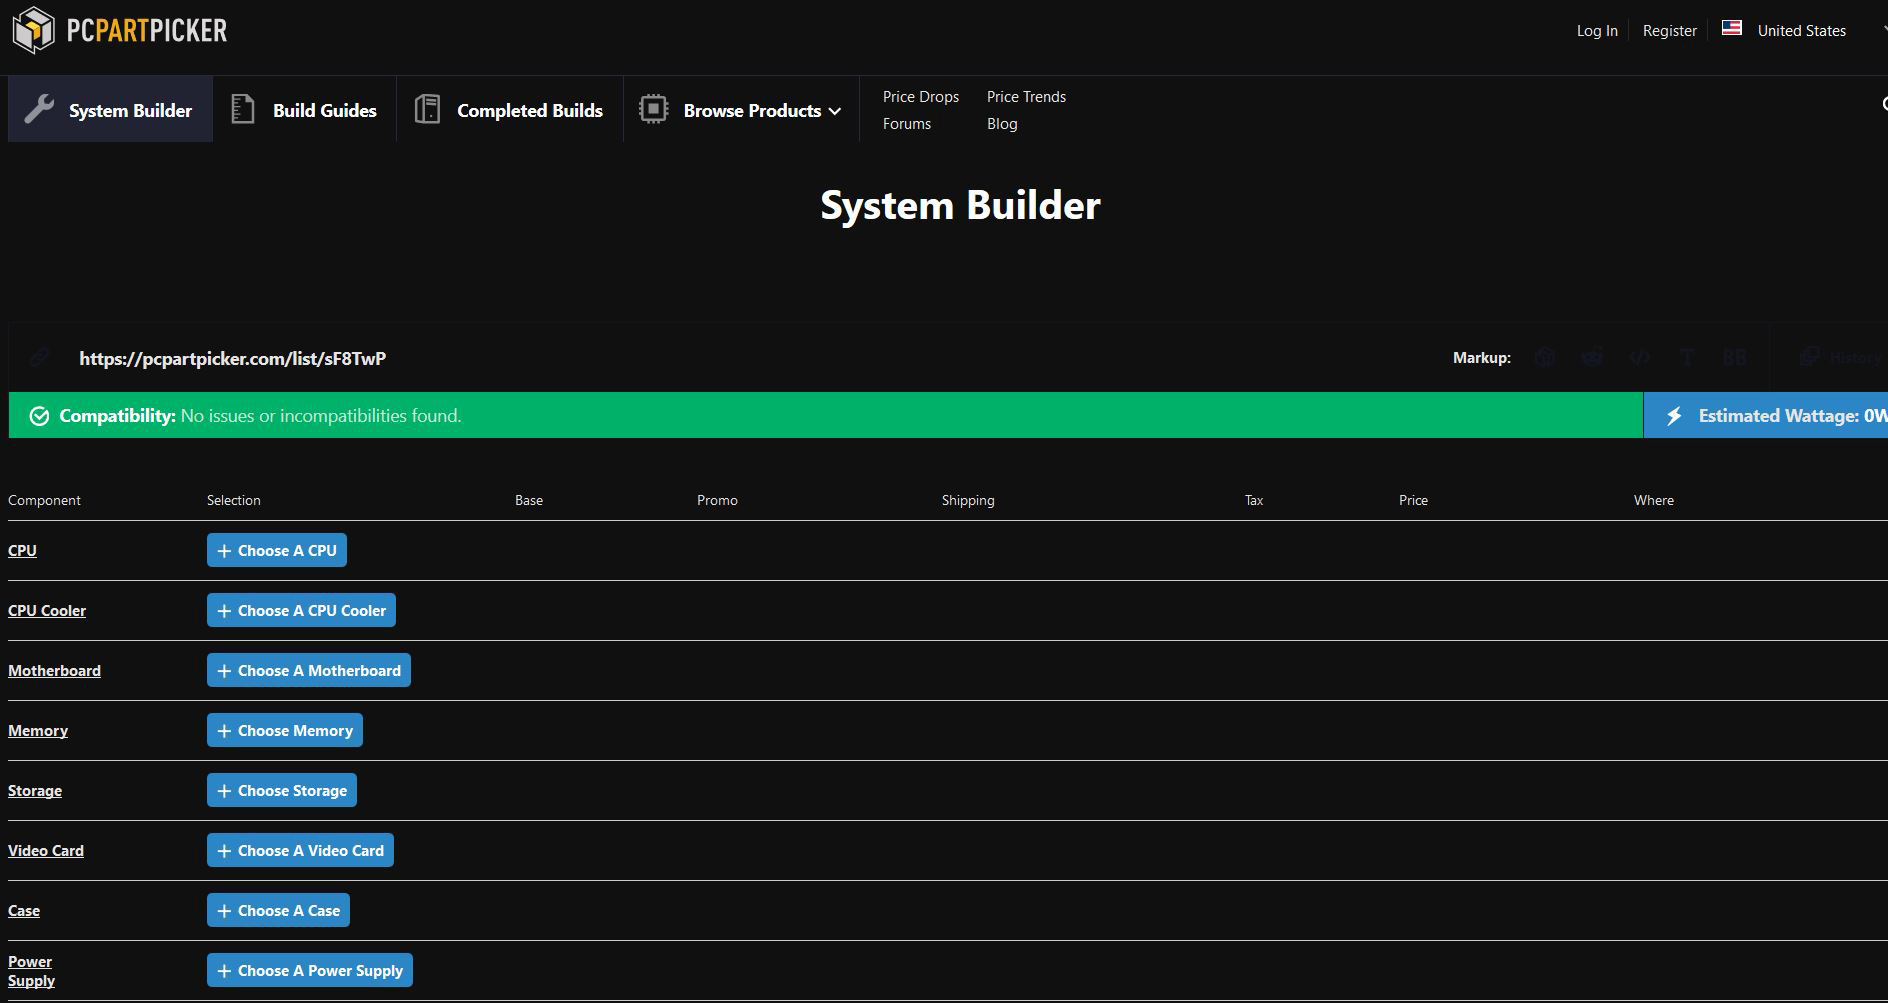 PCPARTPICKER
Log In Register United States
System Builder Build Guides Completed Builds Browse Products Price Drops Price Trends
Forums Blog
System Builder
https://pcpartpicker.com/list/sF8TwP Markup: </> T BB History
Compatibility: No issues or incompatibilities found. Estimated Wattage: 0W
Component Selection Base Promo Shipping Tax Price Where
CPU + Choose A CPU
CPU Cooler + Choose A CPU Cooler
Motherboard + Choose A Motherboard
Memory + Choose Memory
Storage + Choose Storage
Video Card + Choose A Video Card
Case + Choose A Case
Power
Supply + Choose A Power Supply